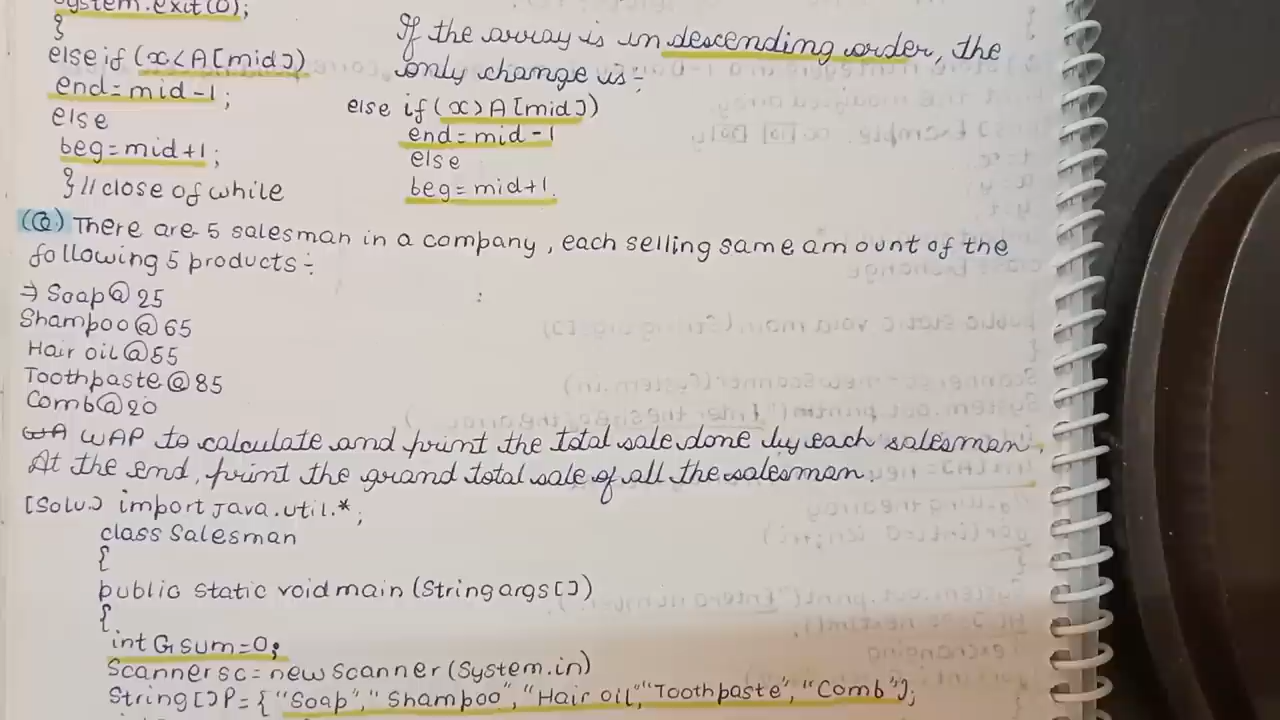 System.exit(0);
}
else if (x<A[mid])
end=mid-1;
else
beg=mid+1;
} // close of while
If the array is in descending order, the
only change is:-
else if (x>A[mid])
end=mid-1
else
beg=mid+1.
(Q) There are 5 salesman in a company, each selling same amount of the
following 5 products:-
→ Soap@25
Shampoo@65
Hair oil@55
Toothpaste@85
Comb@20
WAP to calculate and print the total sale done by each salesman.
At the end, print the grand total sale of all the salesman.
[Solu.] import java.util.*;
class Salesman
{
public static void main (String args[])
{
int Gsum=0;
Scanner sc=new Scanner (System.in)
String[]P={"Soap","Shampoo","Hair oil","Toothpaste","Comb"};